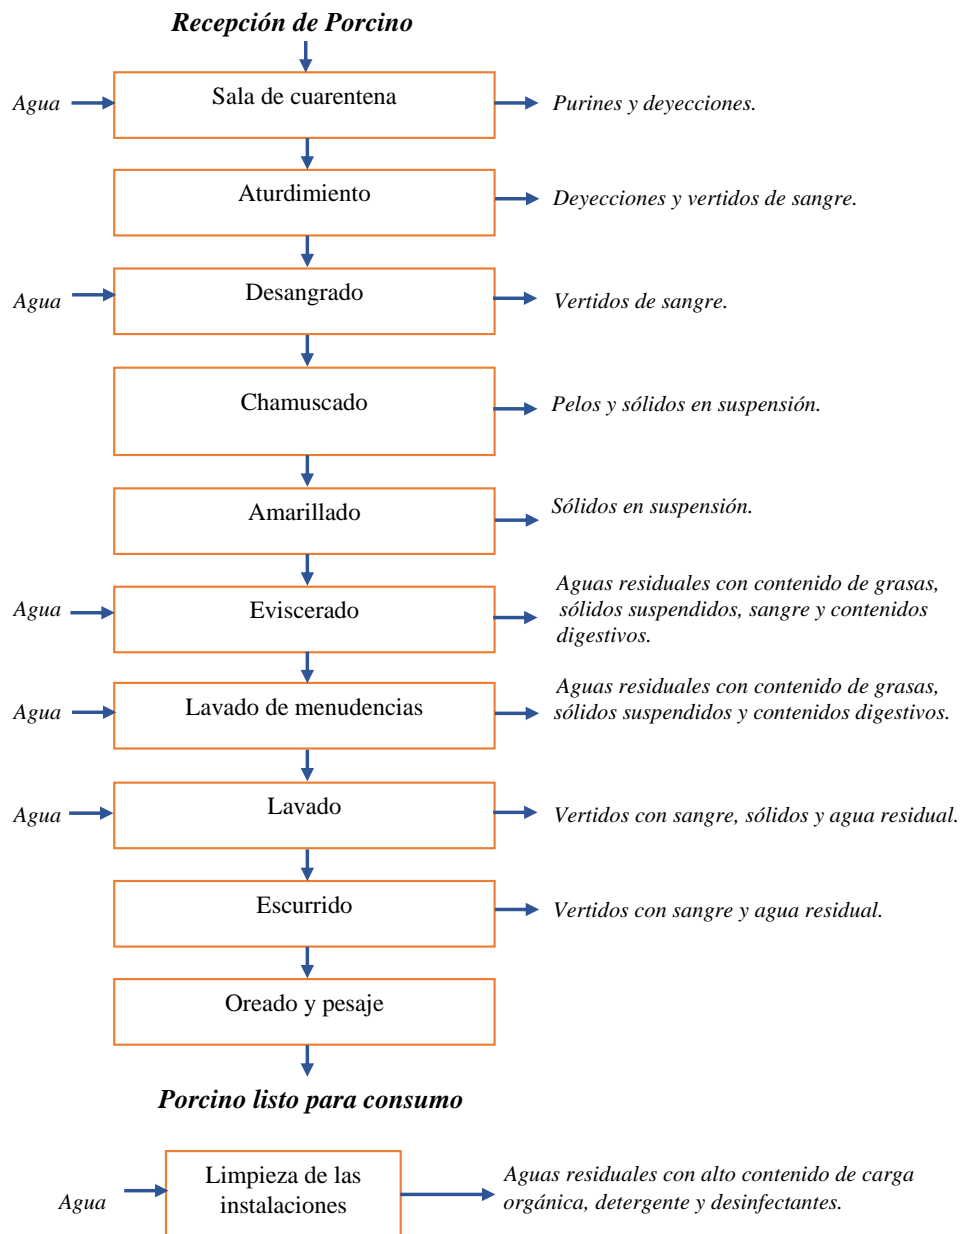 Recepción de Porcino
Agua
Sala de cuarentena
Purines y deyecciones.
Aturdimiento
Deyecciones y vertidos de sangre.
Agua
Desangrado
Vertidos de sangre.
Chamuscado
Pelos y sólidos en suspensión.
Amarillado
Sólidos en suspensión.
Agua
Eviscerado
Aguas residuales con contenido de grasas,
sólidos suspendidos, sangre y contenidos
digestivos.
Agua
Lavado de menudencias
Aguas residuales con contenido de grasas,
sólidos suspendidos y contenidos digestivos.
Agua
Lavado
Vertidos con sangre, sólidos y agua residual.
Escurrido
Vertidos con sangre y agua residual.
Oreado y pesaje
Porcino listo para consumo
Agua
Limpieza de las
instalaciones
Aguas residuales con alto contenido de carga
orgánica, detergente y desinfectantes.